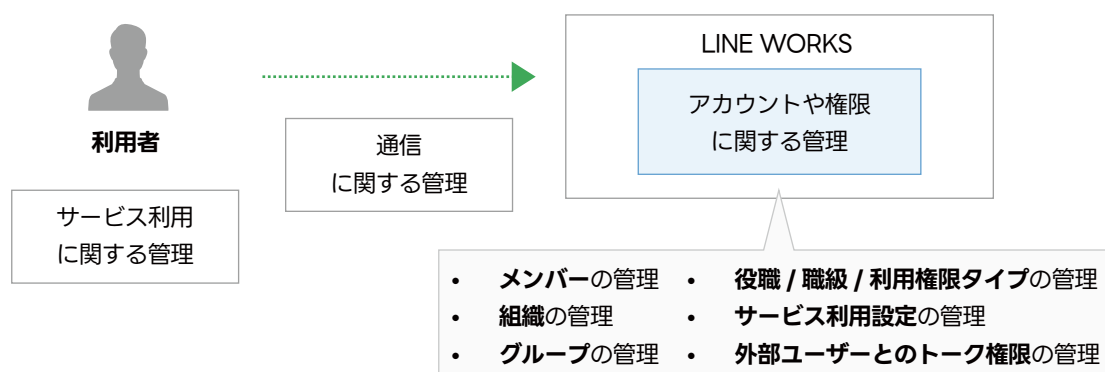 利用者
サービス利用
に関する管理
通信
に関する管理
LINE WORKS
アカウントや権限
に関する管理
• メンバーの管理
• 組織の管理
• グループの管理
• 役職 / 職級 / 利用権限タイプの管理
• サービス利用設定の管理
• 外部ユーザーとのトーク権限の管理